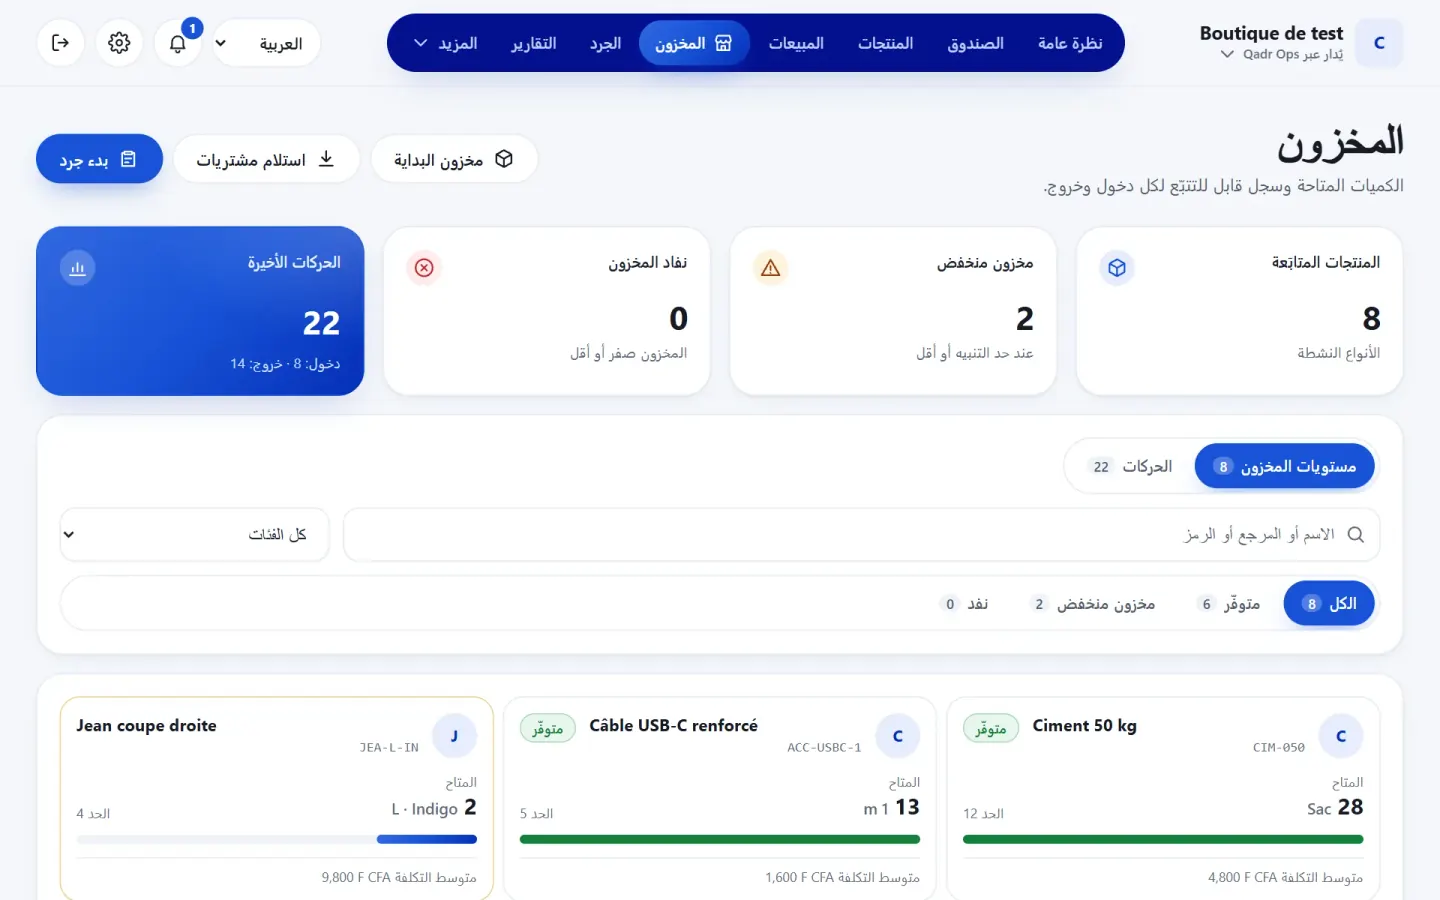 C
Boutique de test
يُدار عبر Qadr Ops
نظرة عامة
الصندوق
المنتجات
المبيعات
المخزون
الجرد
التقارير
المزيد
العربية
1
المخزون
الكميات المتاحة وسجل قابل للتتبّع لكل دخول وخروج.
مخزون البداية
استلام مشتريات
بدء جرد
المنتجات المتابَعة
8
الأنواع النشطة
مخزون منخفض
2
عند حد التنبيه أو أقل
نفاد المخزون
0
المخزون صفر أو أقل
الحركات الأخيرة
22
دخول: 8 · خروج: 14
مستويات المخزون 8
الحركات 22
الاسم أو المرجع أو الرمز
كل الفئات
الكل 8
متوفّر 6
مخزون منخفض 2
نفد 0
C
Ciment 50 kg
متوفّر
CIM-050
المتاح
28 Sac
الحد 12
متوسط التكلفة 4,800 F CFA
C
Câble USB-C renforcé
متوفّر
ACC-USBC-1
المتاح
13 1 m
الحد 5
متوسط التكلفة 1,600 F CFA
J
Jean coupe droite
JEA-L-IN
المتاح
2 L · Indigo
الحد 4
متوسط التكلفة 9,800 F CFA